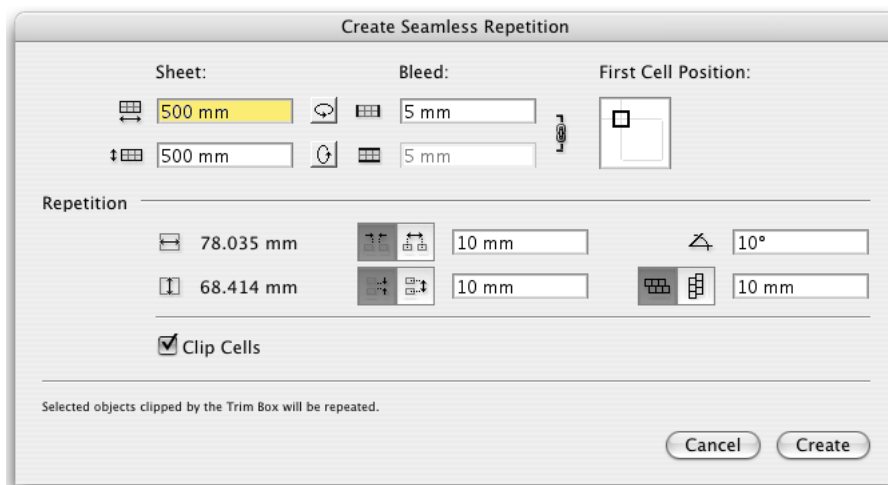 Create Seamless Repetition
Sheet: Bleed: First Cell Position:
500 mm 5 mm
500 mm 5 mm
Repetition
78.035 mm 10 mm 10°
68.414 mm 10 mm 10 mm
Clip Cells
Selected objects clipped by the Trim Box will be repeated.
Cancel Create